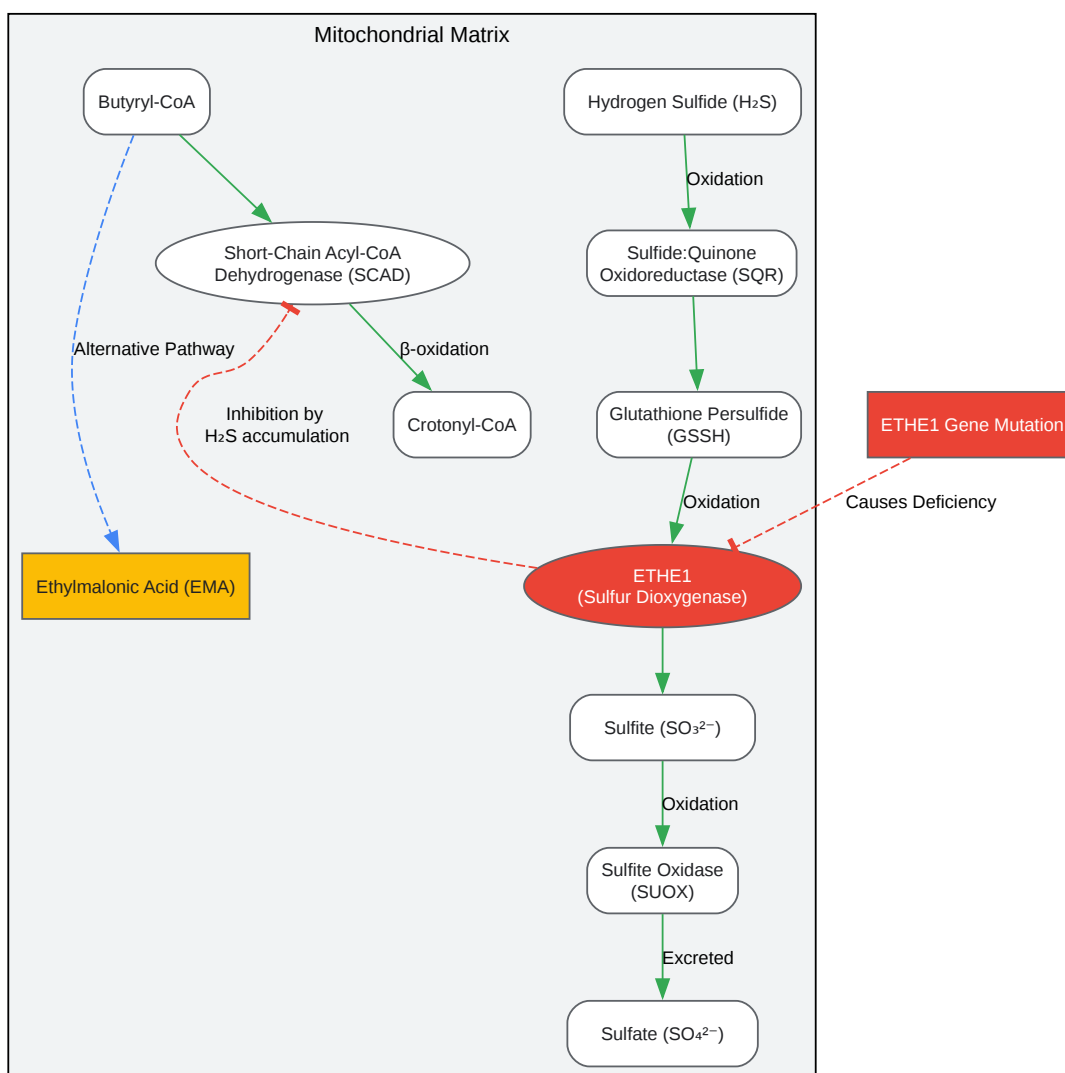 Mitochondrial Matrix
Butyryl-CoA
Hydrogen Sulfide (H₂S)
Oxidation
Short-Chain Acyl-CoA
Dehydrogenase (SCAD)
Sulfide:Quinone
Oxidoreductase (SQR)
Alternative Pathway
β-oxidation
Inhibition by
H₂S accumulation
Crotonyl-CoA
Glutathione Persulfide
(GSSH)
ETHE1 Gene Mutation
Oxidation
Causes Deficiency
Ethylmalonic Acid (EMA)
ETHE1
(Sulfur Dioxygenase)
Sulfite (SO₃²⁻)
Oxidation
Sulfite Oxidase
(SUOX)
Excreted
Sulfate (SO₄²⁻)